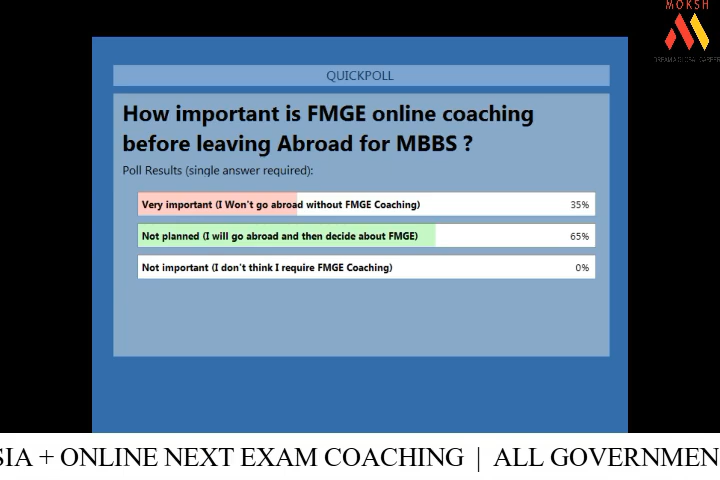 MOKSH
QUICKPOLL
How important is FMGE online coaching
before leaving Abroad for MBBS ?
Poll Results (single answer required):
Very important (I Won't go abroad without FMGE Coaching) 35%
Not planned (I will go abroad and then decide about FMGE) 65%
Not important (I don't think I require FMGE Coaching) 0%
SIA + ONLINE NEXT EXAM COACHING | ALL GOVERNMEN